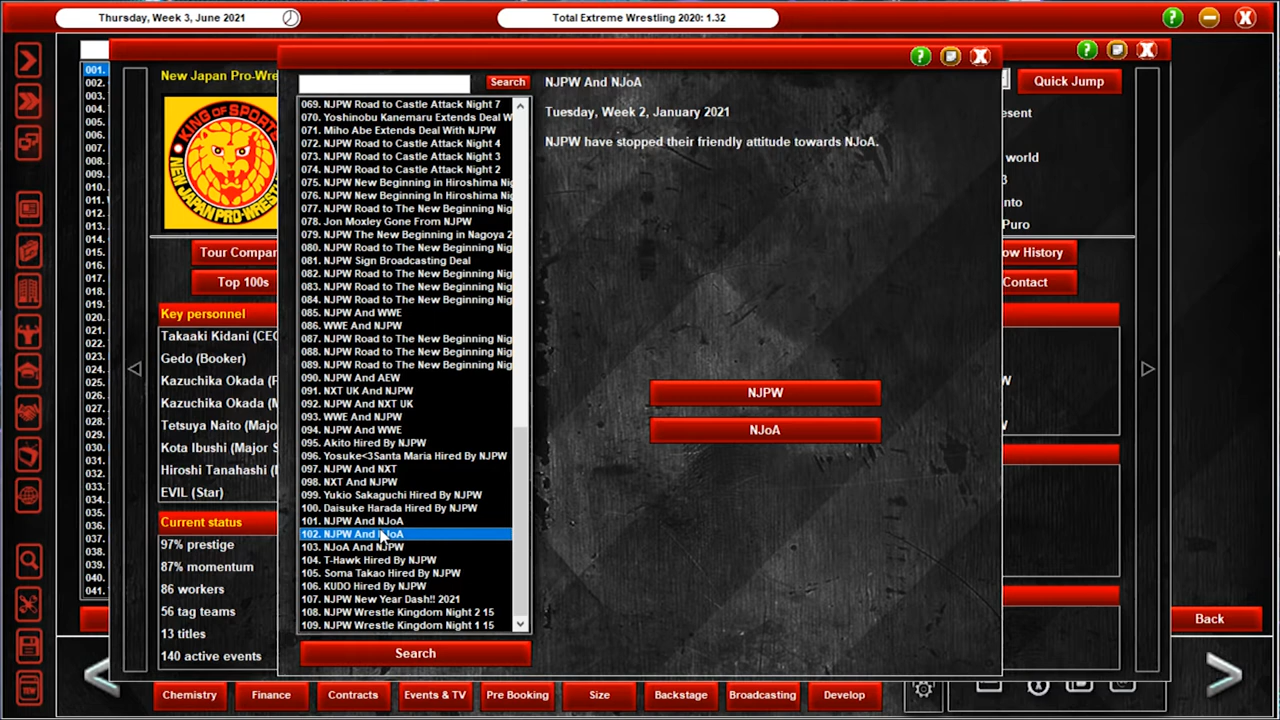 Thursday, Week 3, June 2021
Total Extreme Wrestling 2020: 1.32
New Japan Pro-Wre
KING OF SPORTS
NEW JAPAN PRO-WREST
001.
002.
003.
004.
005.
006.
007.
008.
009.
010.
011.
012.
013.
014.
015.
016.
017.
018.
019.
020.
021.
022.
023.
024.
025.
026.
027.
028.
029.
030.
031.
032.
033.
034.
035.
036.
037.
038.
039.
040.
041.
Tour Compar
Top 100s
Key personnel
Takaaki Kidani (CEO
Gedo (Booker)
Kazuchika Okada (F
Kazuchika Okada (M
Tetsuya Naito (Majo
Kota Ibushi (Major S
Hiroshi Tanahashi (M
EVIL (Star)
Current status
97% prestige
87% momentum
86 workers
56 tag teams
13 titles
140 active events
Search
069. NJPW Road to Castle Attack Night 7
070. Yoshinobu Kanemaru Extends Deal W
071. Miho Abe Extends Deal With NJPW
072. NJPW Road to Castle Attack Night 4
073. NJPW Road to Castle Attack Night 3
074. NJPW Road to Castle Attack Night 2
075. NJPW New Beginning in Hiroshima Nig
076. NJPW New Beginning In Hiroshima Nig
077. NJPW Road to The New Beginning Nig
078. Jon Moxley Gone From NJPW
079. NJPW The New Beginning in Nagoya 2
080. NJPW Road to The New Beginning Nig
081. NJPW Sign Broadcasting Deal
082. NJPW Road to The New Beginning Nig
083. NJPW Road to The New Beginning Nig
084. NJPW Road to The New Beginning Nig
085. NJPW And WWE
086. WWE And NJPW
087. NJPW Road to The New Beginning Nig
088. NJPW Road to The New Beginning Nig
089. NJPW Road to The New Beginning Nig
090. NJPW And AEW
091. NXT UK And NJPW
092. NJPW And NXT UK
093. WWE And NJPW
094. NJPW And WWE
095. Akito Hired By NJPW
096. Yosuke<3Santa Maria Hired By NJPW
097. NJPW And NXT
098. NXT And NJPW
099. Yukio Sakaguchi Hired By NJPW
100. Daisuke Harada Hired By NJPW
101. NJPW And NJoA
102. NJPW And NJoA
103. NJoA And NJPW
104. T-Hawk Hired By NJPW
105. Soma Takao Hired By NJPW
106. KUDO Hired By NJPW
107. NJPW New Year Dash!! 2021
108. NJPW Wrestle Kingdom Night 2 15
109. NJPW Wrestle Kingdom Night 1 15
Search
NJPW And NJoA
Tuesday, Week 2, January 2021
NJPW have stopped their friendly attitude towards NJoA.
NJPW
NJoA
Quick Jump
esent
world
3
nto
Puro
ow History
Contact
W
W
Back
Chemistry
Finance
Contracts
Events & TV
Pre Booking
Size
Backstage
Broadcasting
Develop